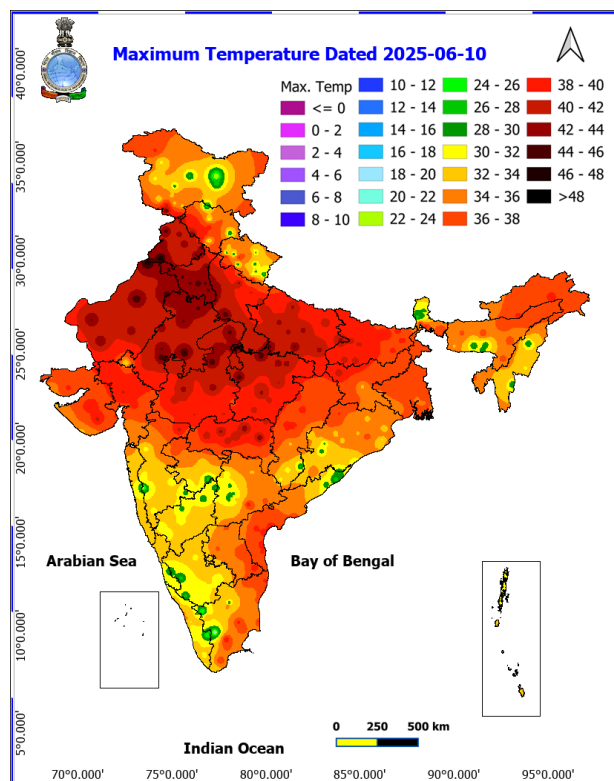 Maximum Temperature Dated 2025-06-10
Max. Temp
<= 0
0 - 2
2 - 4
4 - 6
6 - 8
8 - 10
10 - 12
12 - 14
14 - 16
16 - 18
18 - 20
20 - 22
22 - 24
24 - 26
26 - 28
28 - 30
30 - 32
32 - 34
34 - 36
36 - 38
38 - 40
40 - 42
42 - 44
44 - 46
46 - 48
>48
40°0.000'
35°0.000'
30°0.000'
25°0.000'
20°0.000'
15°0.000'
10°0.000'
5°0.000'
Arabian Sea
Bay of Bengal
Indian Ocean
0 250 500 km
70°0.000' 75°0.000' 80°0.000' 85°0.000' 90°0.000' 95°0.000'